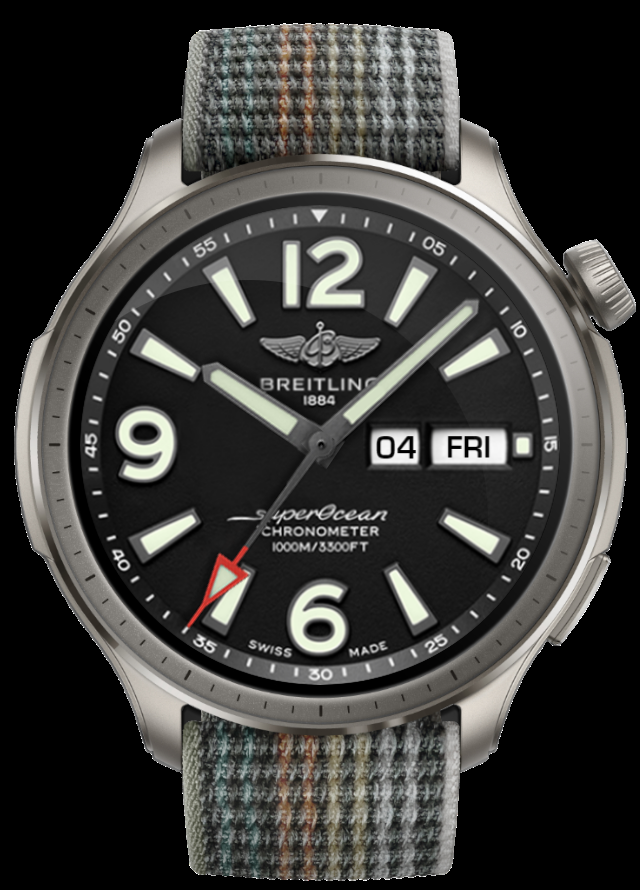 12
55
05
50
10
BREITLING
1884
45
9
04 FRI
15
superOcean
CHRONOMETER
1000M/3300FT
40
20
6
35
25
SWISS MADE
30